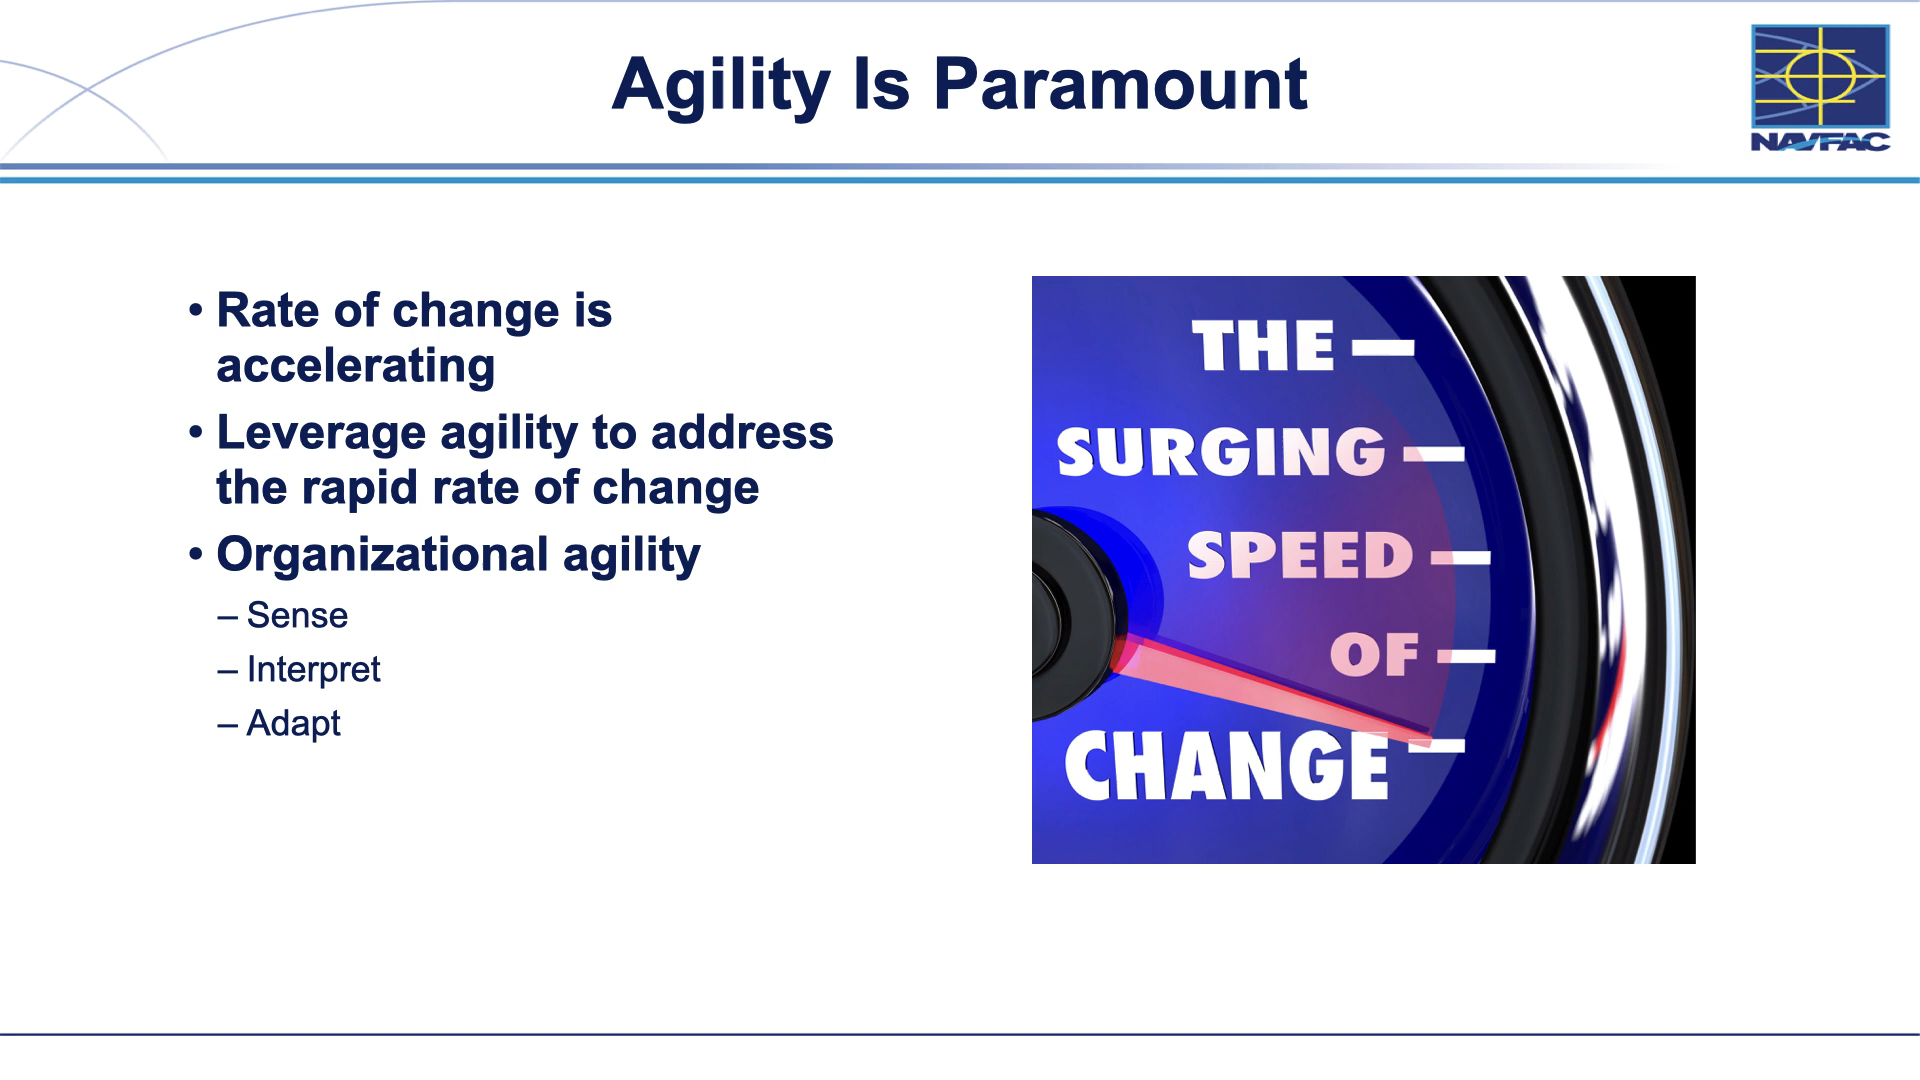 Agility Is Paramount
NAVFAC
• Rate of change is
accelerating
• Leverage agility to address
the rapid rate of change
• Organizational agility
– Sense
– Interpret
– Adapt
THE
SURGING
SPEED
OF
CHANGE